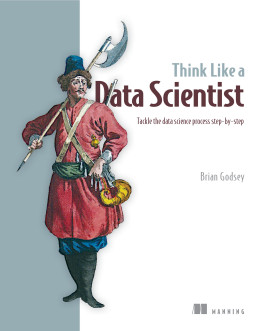 Think Like a
Data Scientist
Tackle the data science process step-by-step
Brian Godsey
MANNING